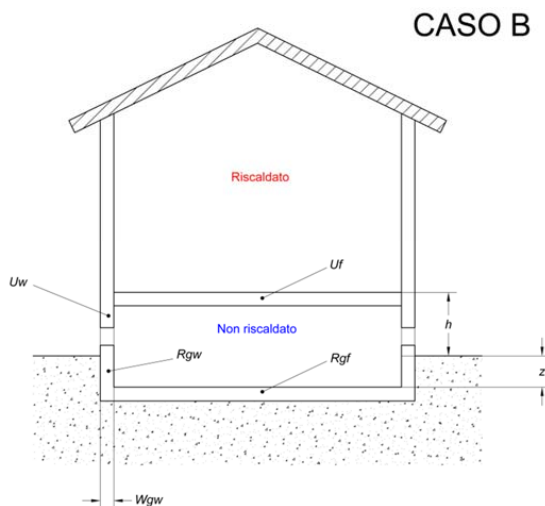 CASO B
Riscaldato
Uf
Uw
Non riscaldato
h
Rgw
Rgf
z
Wgw